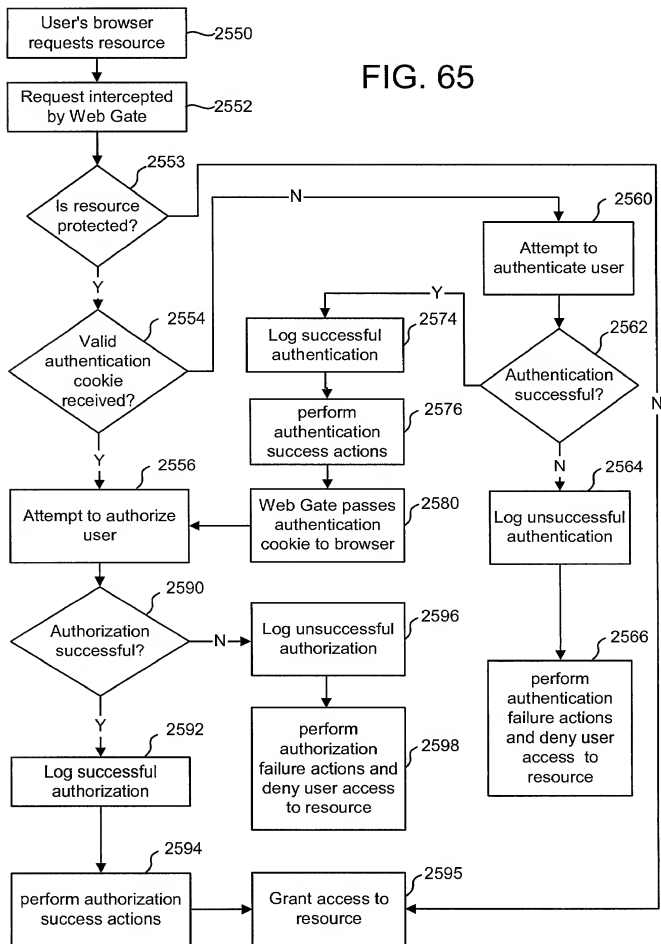 User's browser
requests resource
2550
FIG. 65
Request intercepted
by Web Gate
2552
2553
Is resource
protected?
N
2560
Attempt to
authenticate user
Y
Y
2554
Valid
authentication
cookie
received?
2574
Log successful
authentication
2562
Authentication
successful?
N
2576
perform
authentication
success actions
Y
2556
N
2564
Attempt to authorize
user
Web Gate passes
authentication
cookie to browser
2580
Log unsuccessful
authentication
2590
Authorization
successful?
N
2596
Log unsuccessful
authorization
2566
perform
authentication
failure actions
and deny user
access to
resource
Y
2592
Log successful
authorization
perform
authorization
failure actions and
deny user access
to resource
2598
2594
perform authorization
success actions
2595
Grant access to
resource